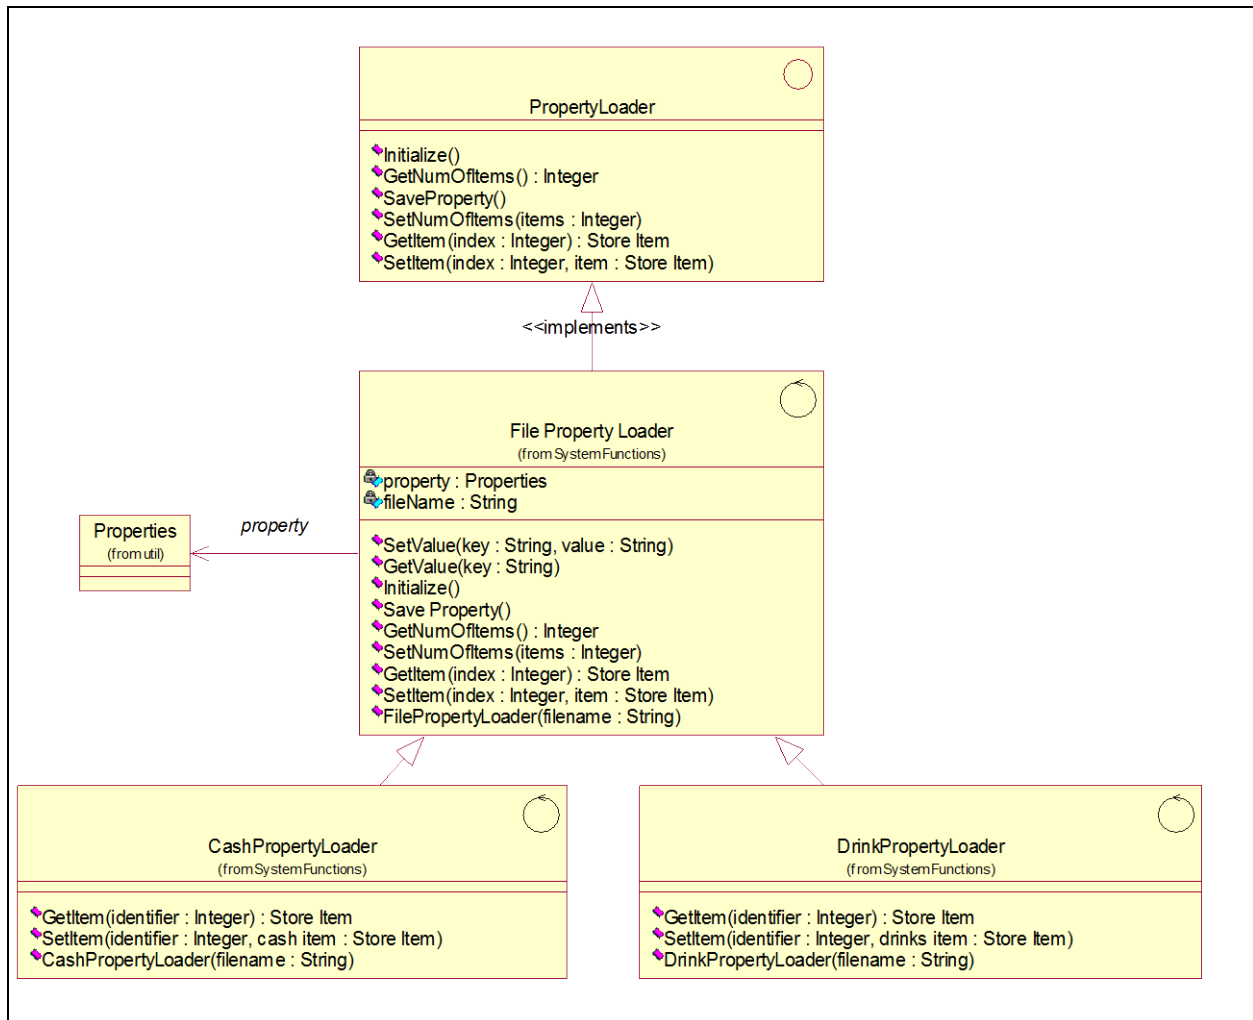 PropertyLoader
Initialize()
GetNumOfItems() : Integer
SaveProperty()
SetNumOfItems(items : Integer)
GetItem(index : Integer) : Store Item
SetItem(index : Integer, item : Store Item)
<<implements>>
File Property Loader
(from SystemFunctions)
property : Properties
fileName : String
SetValue(key : String, value : String)
GetValue(key : String)
Initialize()
Save Property()
GetNumOfItems() : Integer
SetNumOfItems(items : Integer)
GetItem(index : Integer) : Store Item
SetItem(index : Integer, item : Store Item)
FilePropertyLoader(filename : String)
property
Properties
(from util)
CashPropertyLoader
(from SystemFunctions)
GetItem(identifier : Integer) : Store Item
SetItem(identifier : Integer, cash item : Store Item)
CashPropertyLoader(filename : String)
DrinkPropertyLoader
(from SystemFunctions)
GetItem(identifier : Integer) : Store Item
SetItem(identifier : Integer, drinks item : Store Item)
DrinkPropertyLoader(filename : String)